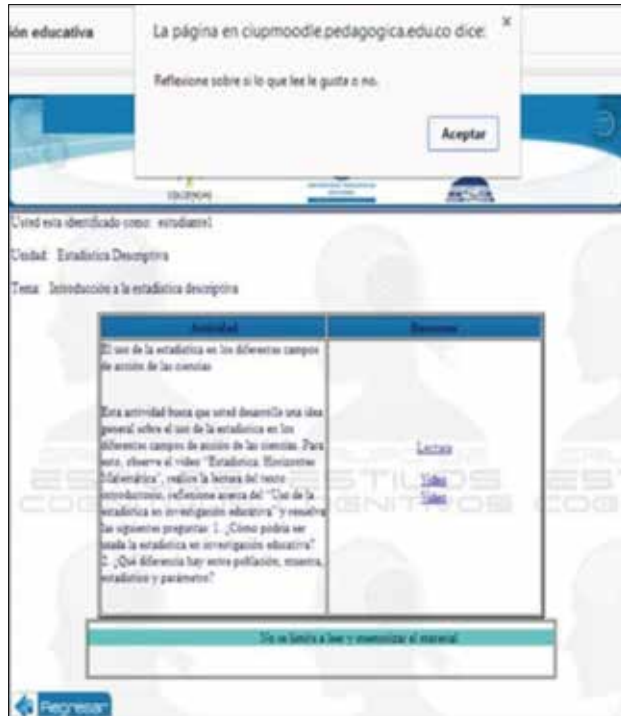 ión educativa
La página en ciupmoodle.pedagogica.edu.co dice: x
Reflexione sobre si lo que lee le gusta o no.
Aceptar
COLCIENCIAS
Usted esta identificado como: estudiante1
Unidad: Estadística Descriptiva
Tema: Introducción a la estadística descriptiva
Actividad Recursos
El uso de la estadística en los diferentes campos
de acción de las ciencias
Esta actividad busca que usted desarrolle una idea
general sobre el uso de la estadística en los
diferentes campos de acción de las ciencias. Para
esto, observe el video "Estadística. Horizontes
Matemática", realice la lectura del texto
introductorio, reflexione acerca del "Uso de la
estadística en investigación educativa" y resuelva
las siguientes preguntas: 1. ¿Cómo podría ser
usada la estadística en investigación educativa?
2. ¿Qué diferencia hay entre población, muestra,
estadístico y parámetro?
Lectura
Video
Video
ESTILOS
COGNITIVOS
No se limita a leer y memorizar el material
Regresar